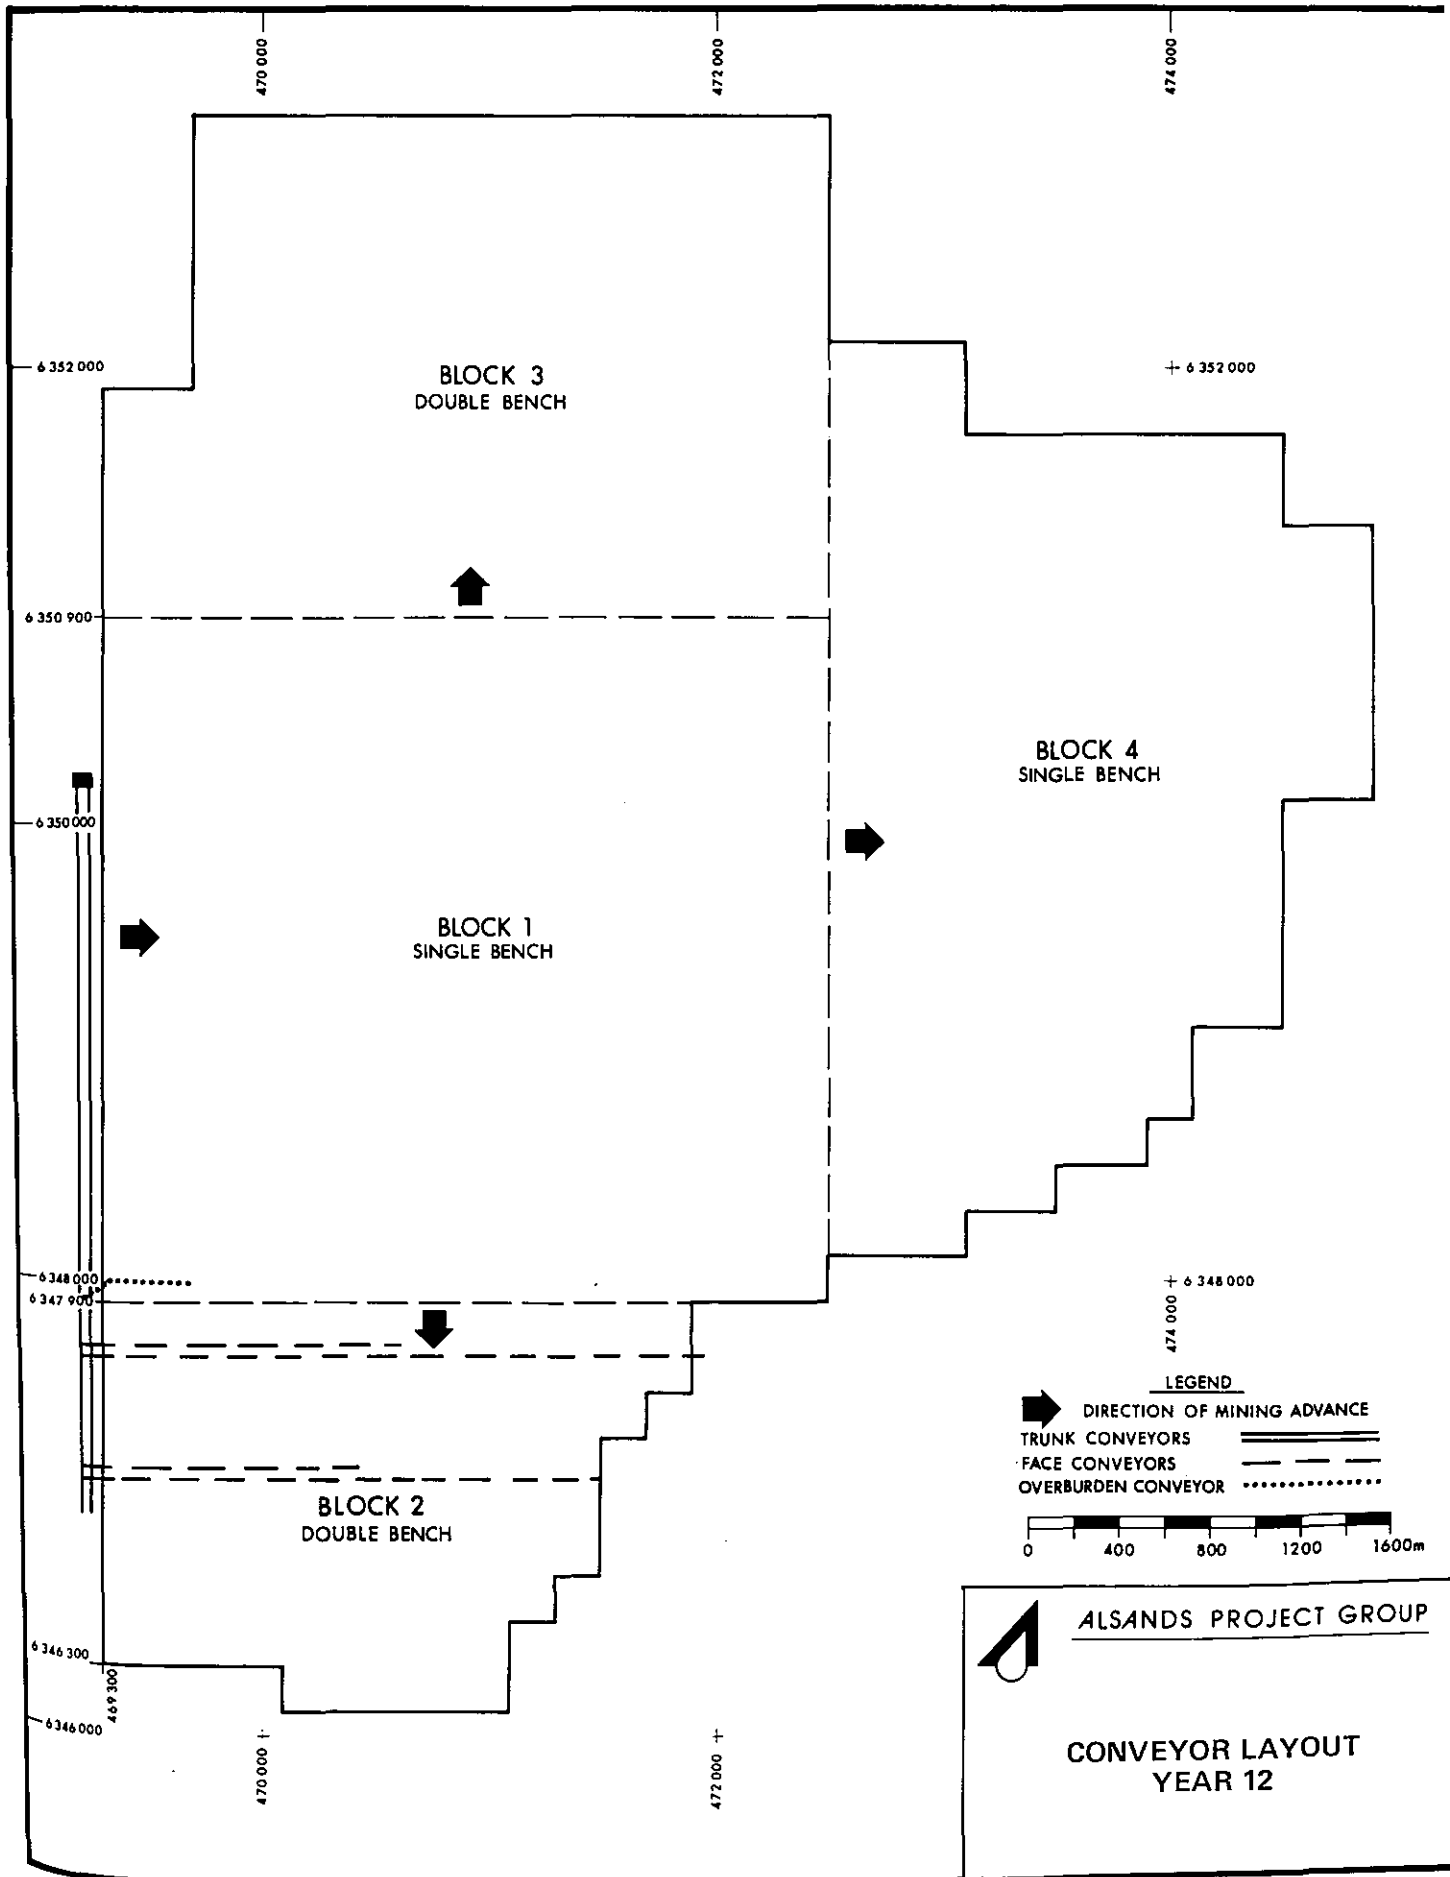 470 000
472 000
474 000
6 352 000
BLOCK 3
DOUBLE BENCH
6 352 000
6 350 900
BLOCK 4
SINGLE BENCH
6 350 000
BLOCK 1
SINGLE BENCH
6 348 000
6 347 900
6 348 000
474 000
LEGEND
DIRECTION OF MINING ADVANCE
TRUNK CONVEYORS
FACE CONVEYORS
OVERBURDEN CONVEYOR
BLOCK 2
DOUBLE BENCH
0 400 800 1200 1600m
6 346 300
469 300
6 346 000
470 000
472 000
ALSANDS PROJECT GROUP
CONVEYOR LAYOUT
YEAR 12